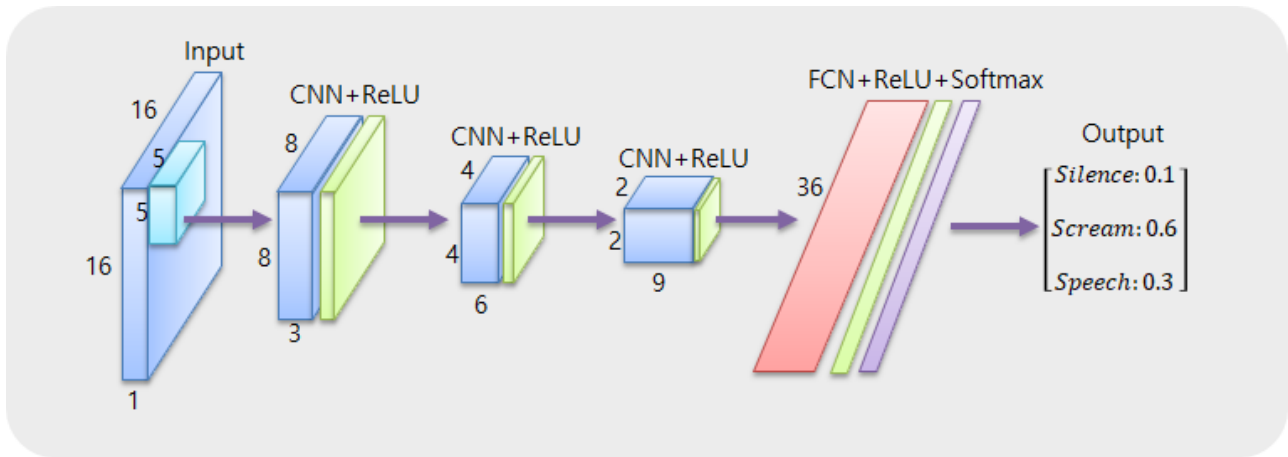 Input
16
5
5
16
1
CNN+ReLU
8
8
3
CNN+ReLU
4
4
6
CNN+ReLU
2
2
9
FCN+ReLU+Softmax
36
Output
Silence: 0.1
Scream: 0.6
Speech: 0.3